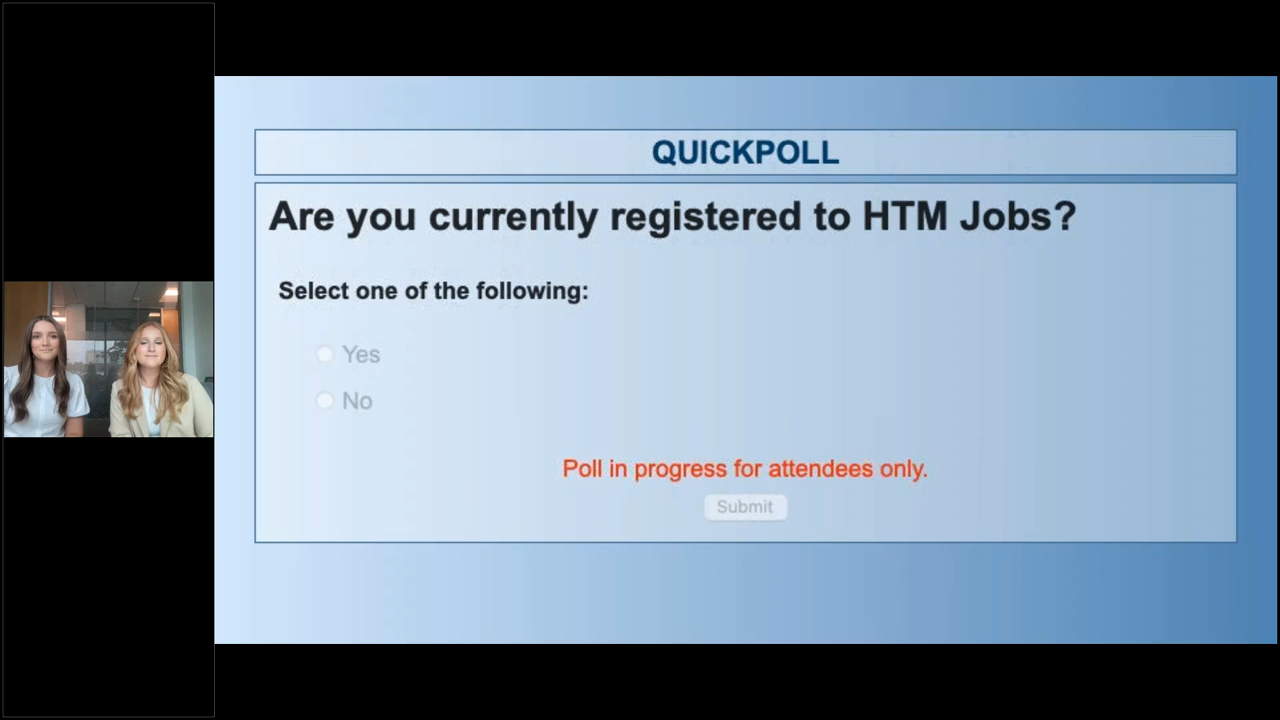 QUICKPOLL
Are you currently registered to HTM Jobs?
Select one of the following:
Yes
No
Poll in progress for attendees only.
Submit